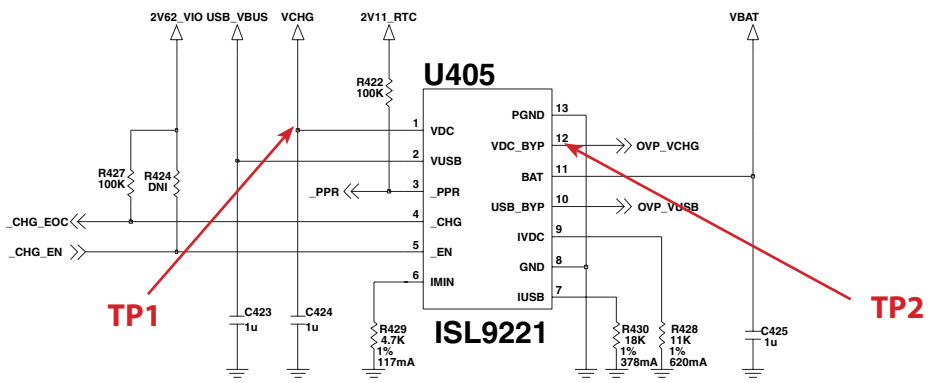 2V62_VIO USB_VBUS VCHG 2V11_RTC VBAT
R422
100K
U405
1 VDC
2 VUSB
3 _PPR
4 _CHG
5 _EN
6 IMIN
PGND 13
VDC_BYP 12
BAT 11
USB_BYP 10
IVDC 9
GND 8
IUSB 7
OVP_VCHG
OVP_VUSB
R427
100K
R424
DNI
_PPR
_CHG_EOC
_CHG_EN
TP1
TP2
C423
1u
C424
1u
R429
4.7K
1%
117mA
ISL9221
R430
18K
1%
378mA
R428
11K
1%
620mA
C425
1u